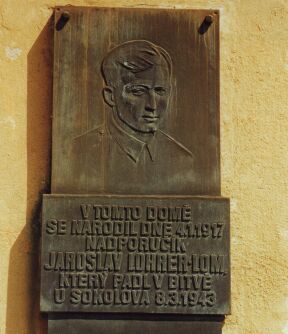 V TOMTO DOMĚ
SE NARODIL DNE 4.1.1917
NADPORUČÍK
JAROSLAV LOHRER-LOM,
KTERÝ PADL V BITVĚ
U SOKOLOVA 8.3.1943